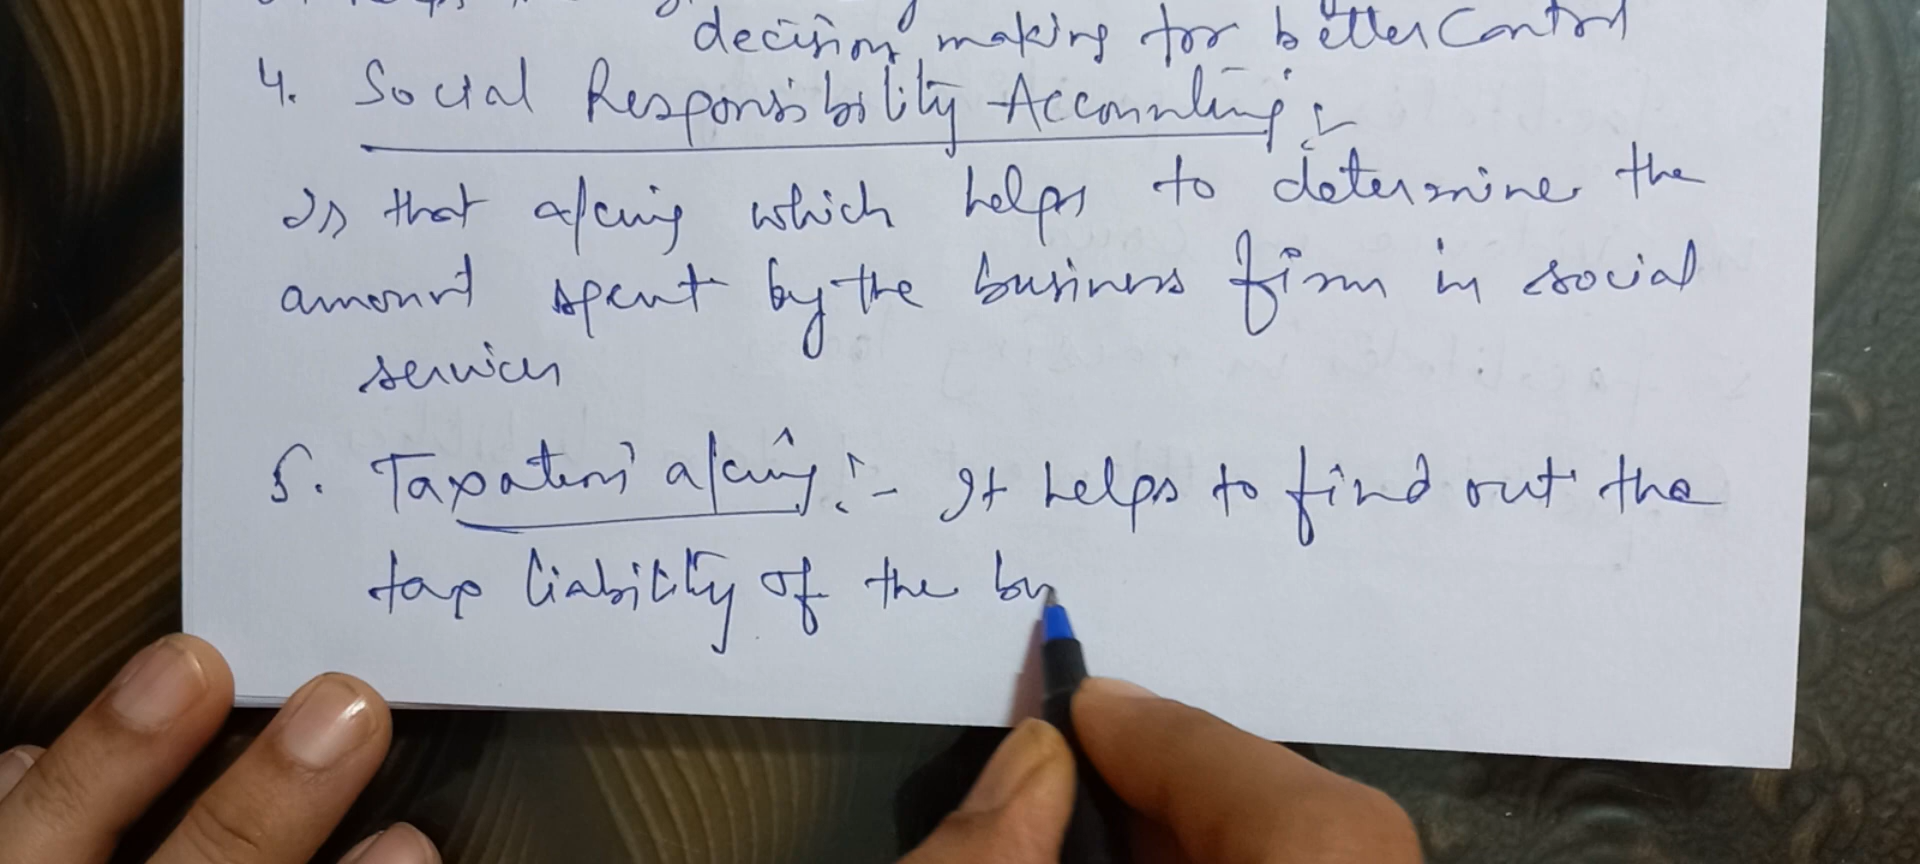 decision making for better Control
4. Social Responsibility Accounting :-
Is that a/cing which helps to determine the
amount spent by the business firm in social
services
5. Taxation a/cing :- It helps to find out the
tax liability of the bu